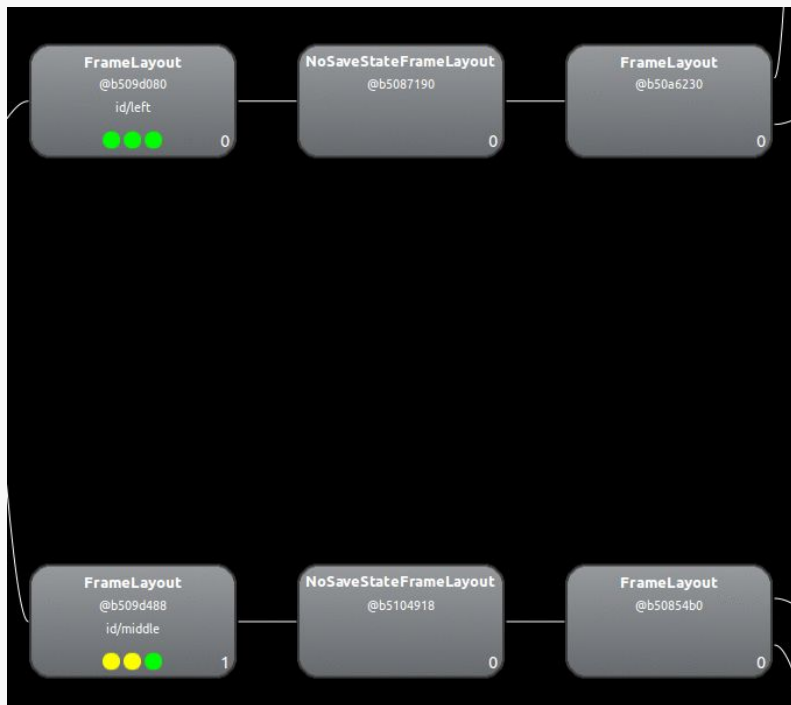 FrameLayout
@b509d080
id/left
0
NoSaveStateFrameLayout
@b5087190
0
FrameLayout
@b50a6230
0
FrameLayout
@b509d488
id/middle
1
NoSaveStateFrameLayout
@b5104918
0
FrameLayout
@b50854b0
0